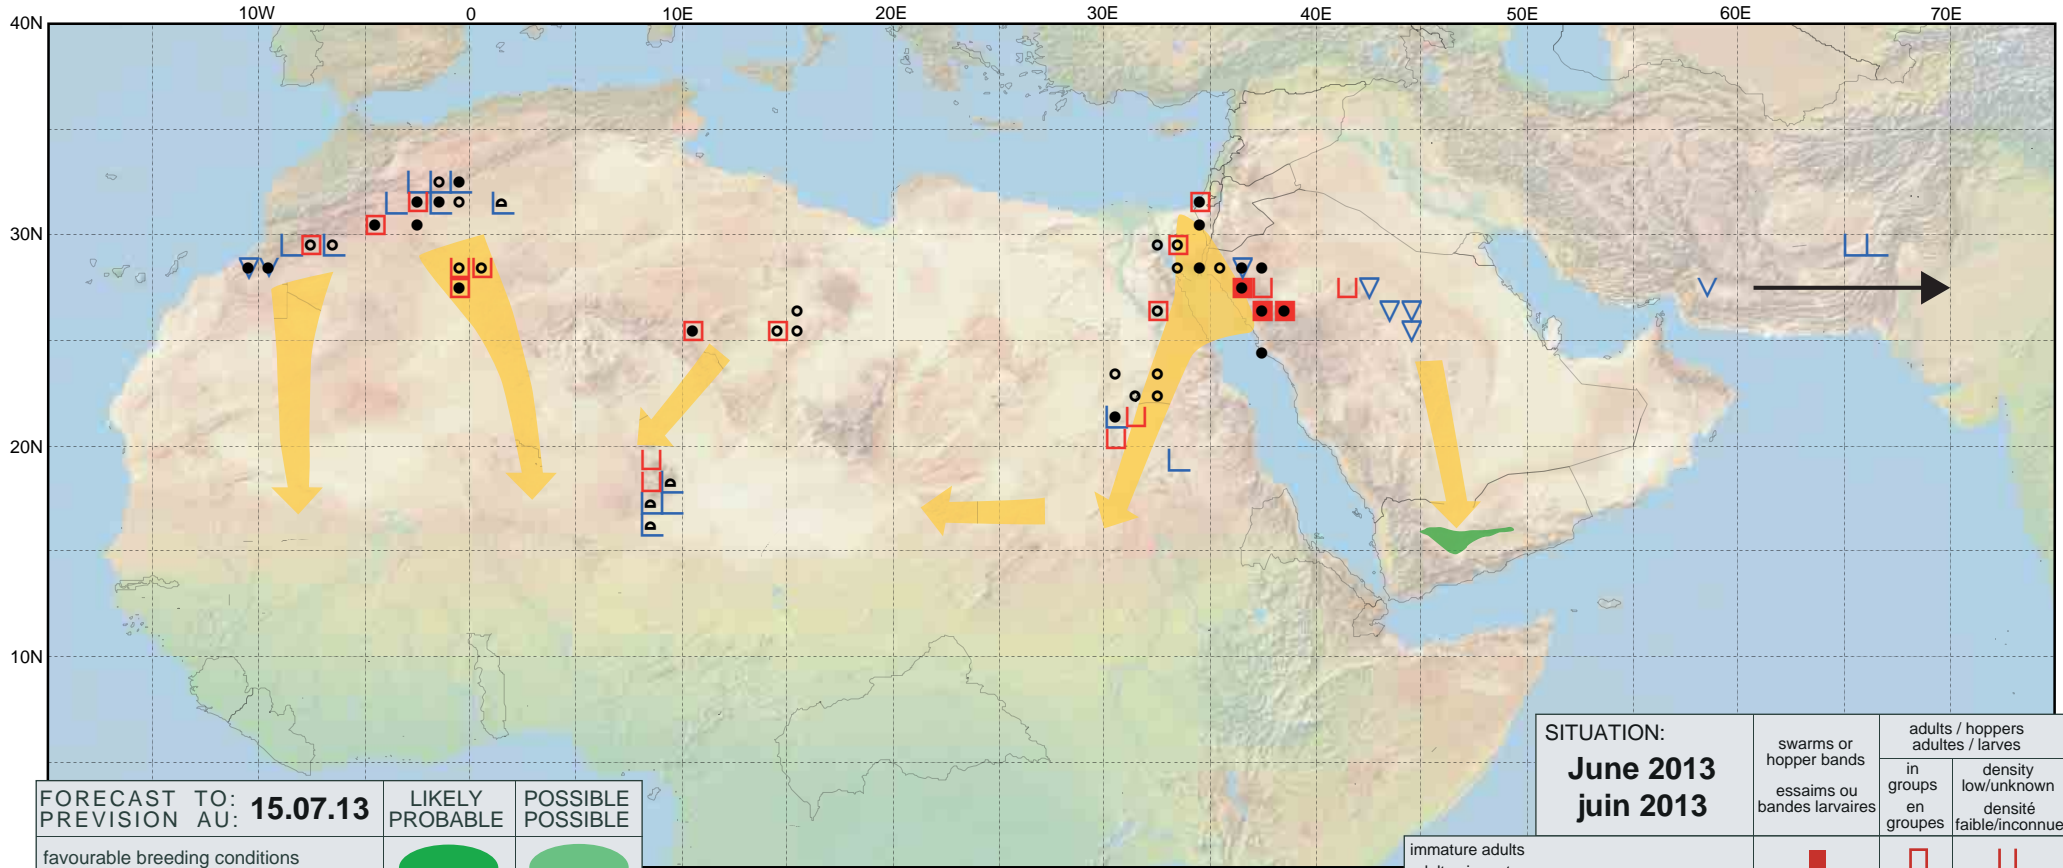 10W 0 10E 20E 30E 40E 50E 60E 70E
40N
30N
20N
10N
FORECAST TO: 15.07.13
PREVISION AU:
LIKELY
PROBABLE
POSSIBLE
POSSIBLE
favourable breeding conditions
SITUATION:
June 2013
juin 2013
swarms or
hopper bands
essaims ou
bandes larvaires
adults / hoppers
adultes / larves
in
groups
en
groupes
density
low/unknown
densité
faible/inconnue
immature adults